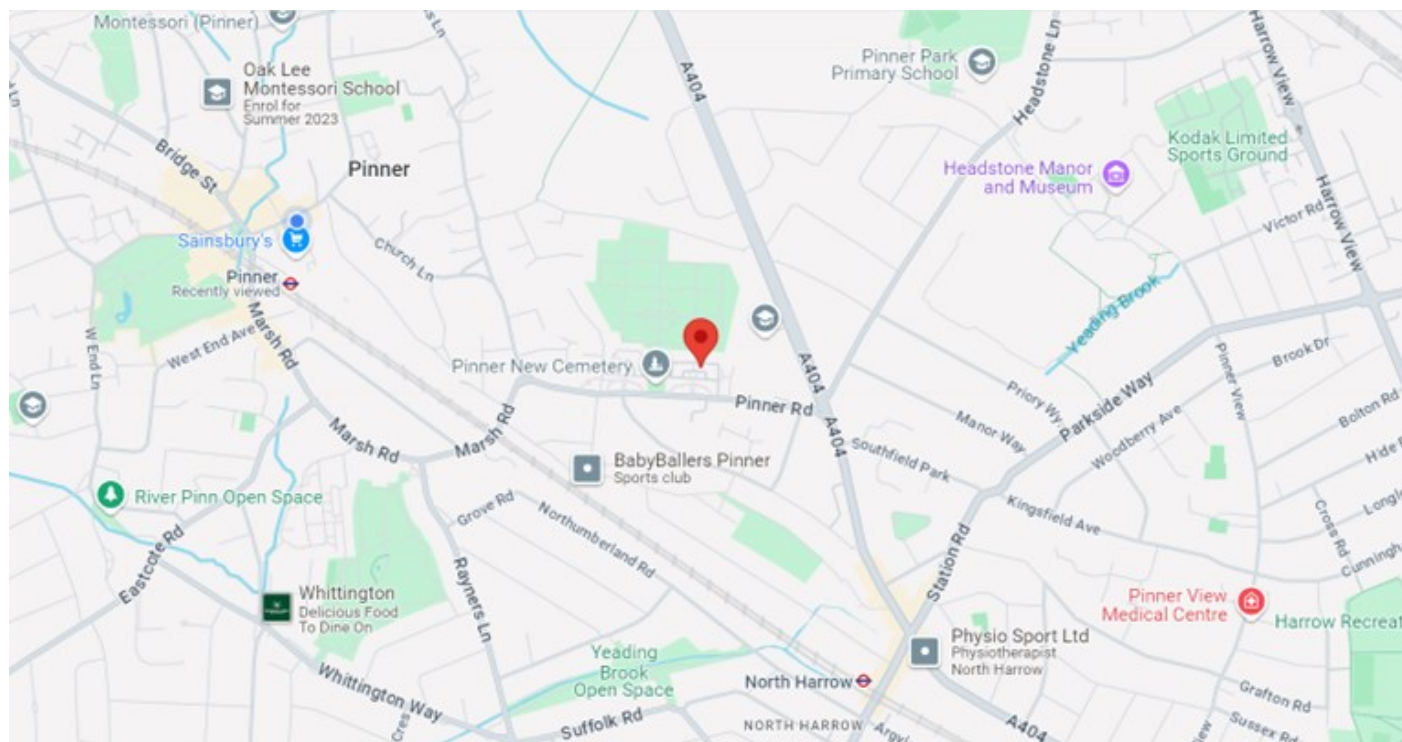 Montessori (Pinner)
Oak Lee
Montessori School
Enrol for
Summer 2023
Bridge St
Pinner
Sainsbury's
Pinner
Recently viewed
Church Ln
West End Ave
W End Ln
Marsh Rd
Marsh Rd
Marsh Rd
River Pinn Open Space
Eastcote Rd
Whittington
Delicious Food
To Dine On
Whittington Way
Rayners Ln
Grove Rd
Northumberland Rd
Pinner New Cemetery
Pinner Rd
BabyBallers Pinner
Sports club
Yeading
Brook
Open Space
Suffolk Rd
North Harrow
NORTH HARROW
A404
A404
A404
A404
Pinner Park
Primary School
Headstone Ln
Headstone Manor
and Museum
Kodak Limited
Sports Ground
Harrow View
Harrow View
Victor Rd
Yeading Brook
Parkside Way
Priory Wy
Manor Way
Woodberry Ave
Southfield Park
Kingsfield Ave
Station Rd
Pinner View
Brook Dr
Bolton Rd
Cross Rd
Pinner View
Medical Centre
Harrow Recreat
Physio Sport Ltd
Physiotherapist
North Harrow
Grafton Rd
Sussex Rd